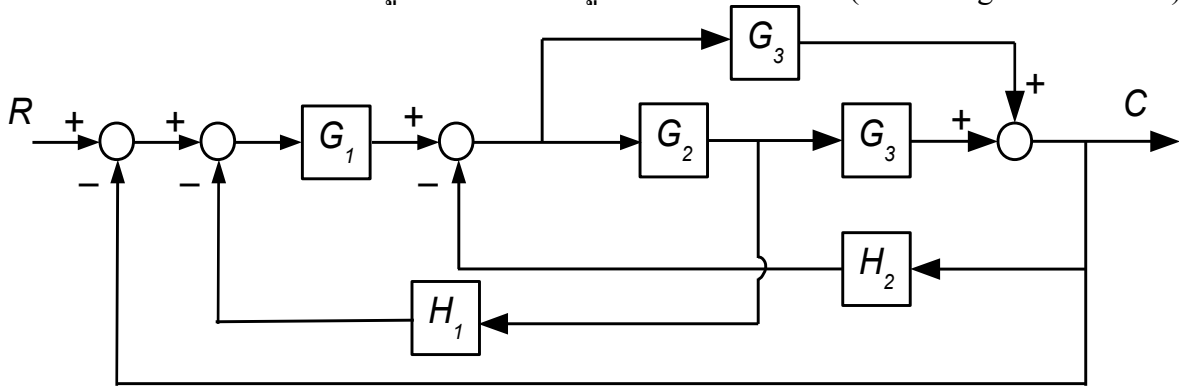 G₃
R + − + − G₁ + − G₂ G₃ + + C
H₂
H₁